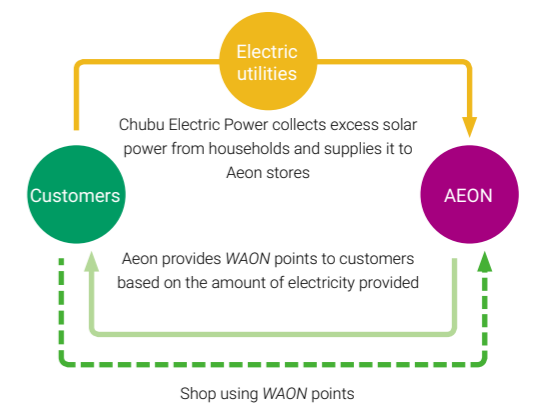 Electric
utilities
Chubu Electric Power collects excess solar
power from households and supplies it to
Aeon stores
Customers
AEON
Aeon provides WAON points to customers
based on the amount of electricity provided
Shop using WAON points